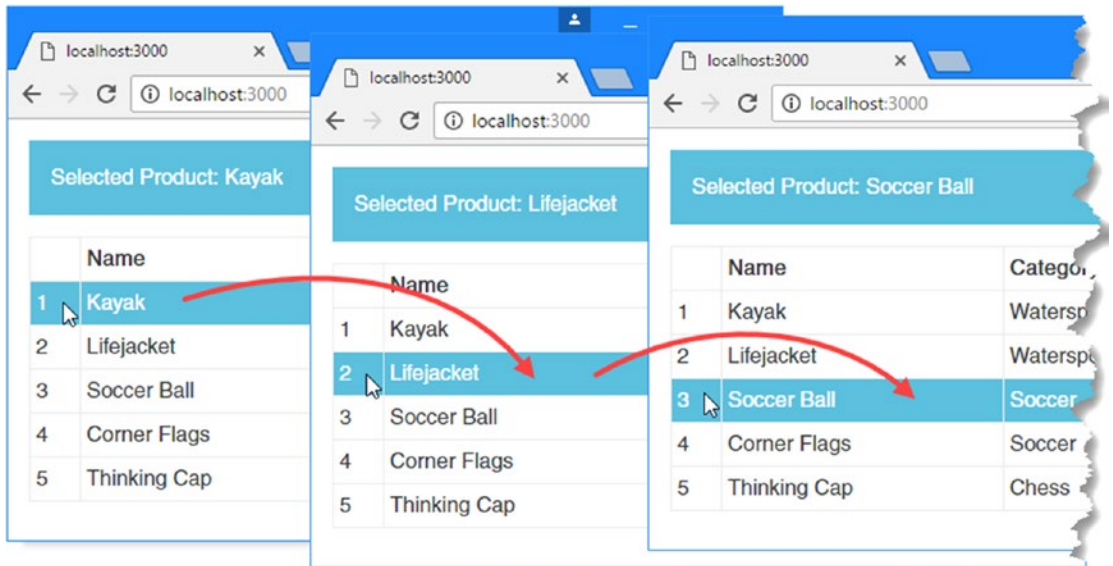 localhost:3000
localhost:3000
Selected Product: Kayak
Name
1 Kayak
2 Lifejacket
3 Soccer Ball
4 Corner Flags
5 Thinking Cap
localhost:3000
localhost:3000
Selected Product: Lifejacket
Name
1 Kayak
2 Lifejacket
3 Soccer Ball
4 Corner Flags
5 Thinking Cap
localhost:3000
localhost:3000
Selected Product: Soccer Ball
Name Category
1 Kayak Watersp
2 Lifejacket Waterspo
3 Soccer Ball Soccer
4 Corner Flags Soccer
5 Thinking Cap Chess